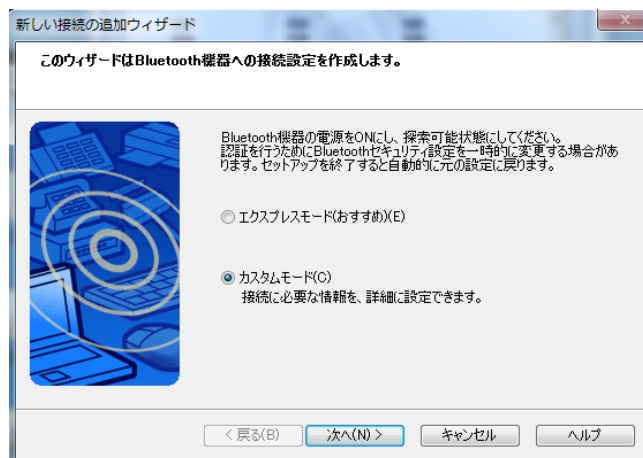 新しい接続の追加ウィザード
このウィザードはBluetooth機器への接続設定を作成します。
Bluetooth機器の電源をONにし、探索可能状態にしてください。
認証を行うためにBluetoothセキュリティ設定を一時的に変更する場合があ
ります。セットアップを終了すると自動的に元の設定に戻ります。
エクスプレスモード(おすすめ)(E)
カスタムモード(C)
接続に必要な情報を、詳細に設定できます。
< 戻る(B) 次へ(N) > キャンセル ヘルプ